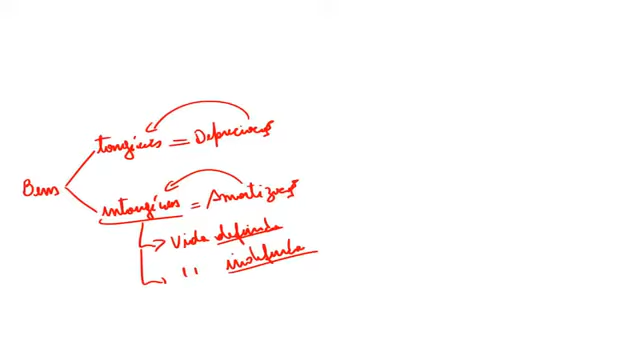 tangíveis = Depreciação
Bens
intangíveis = Amortização
Vida definida
" indefinida